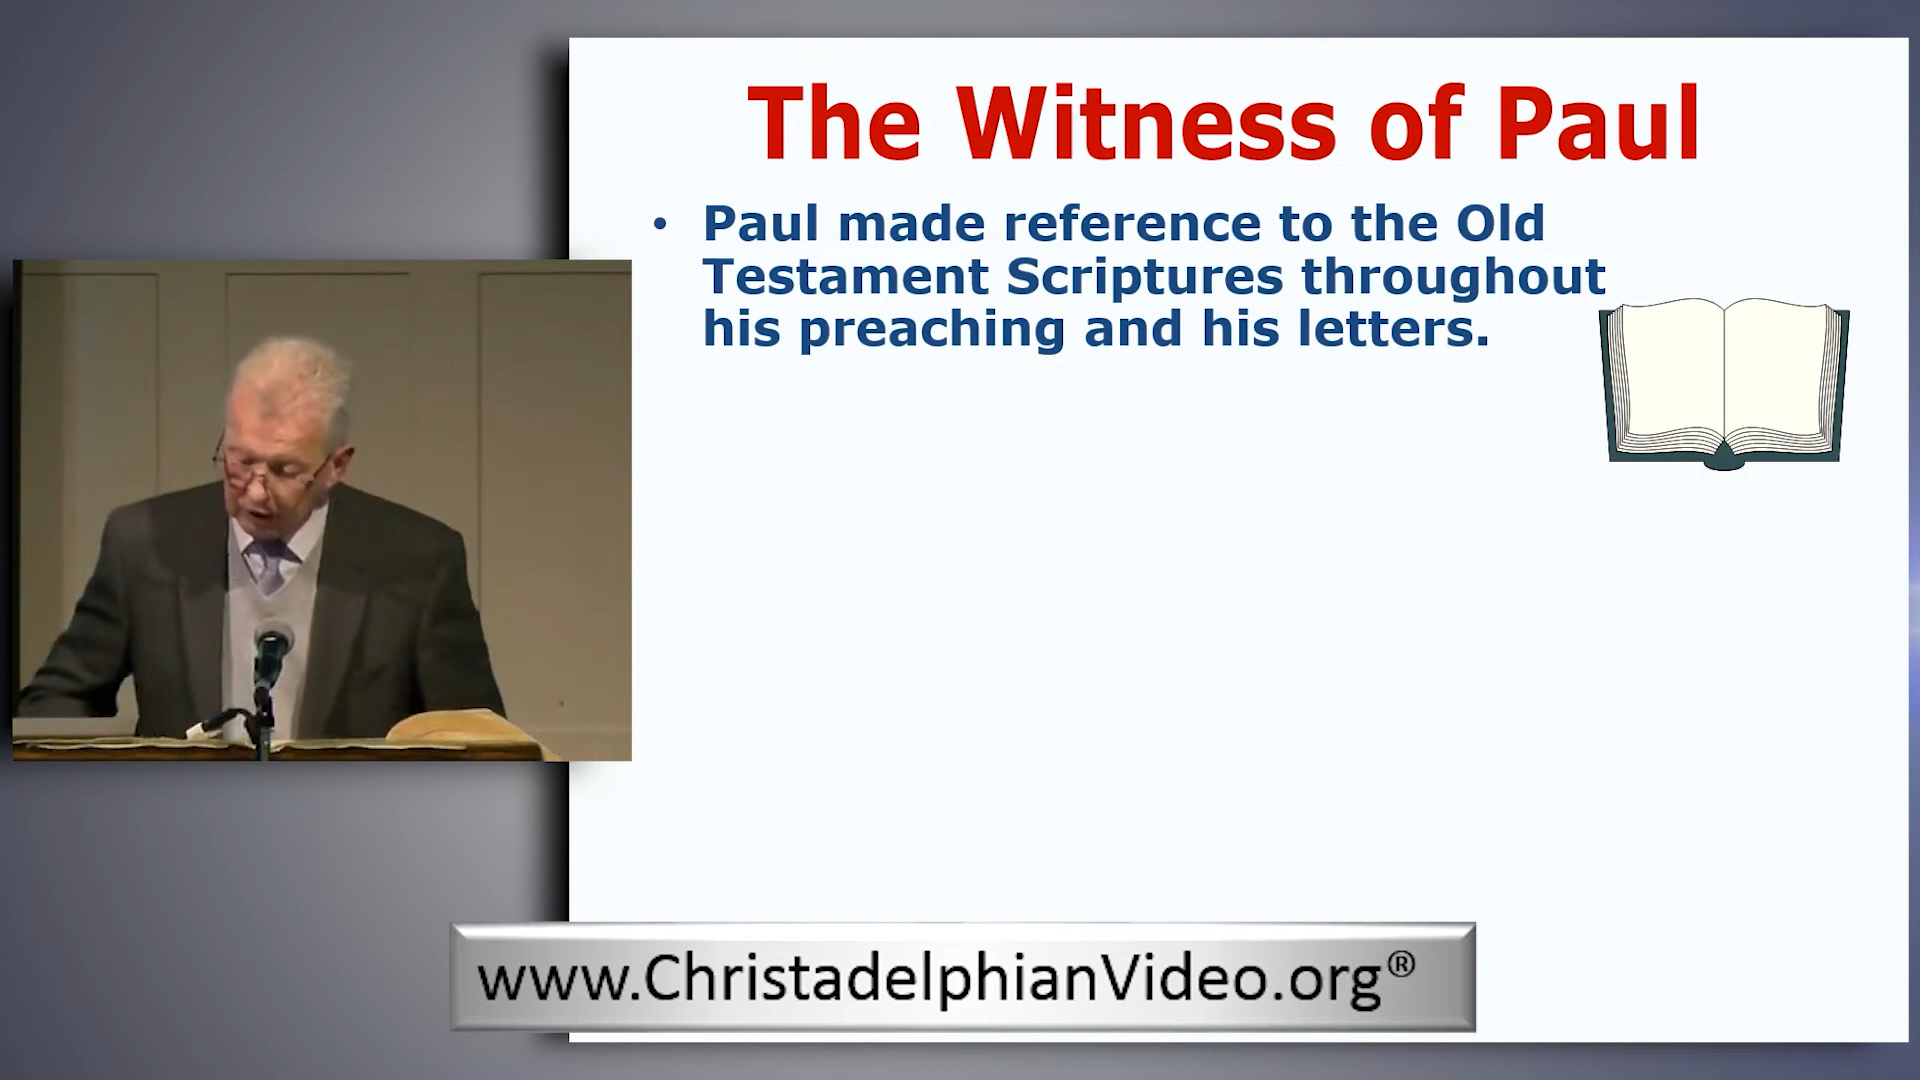 The Witness of Paul
• Paul made reference to the Old
Testament Scriptures throughout
his preaching and his letters.
www.ChristadelphianVideo.org®